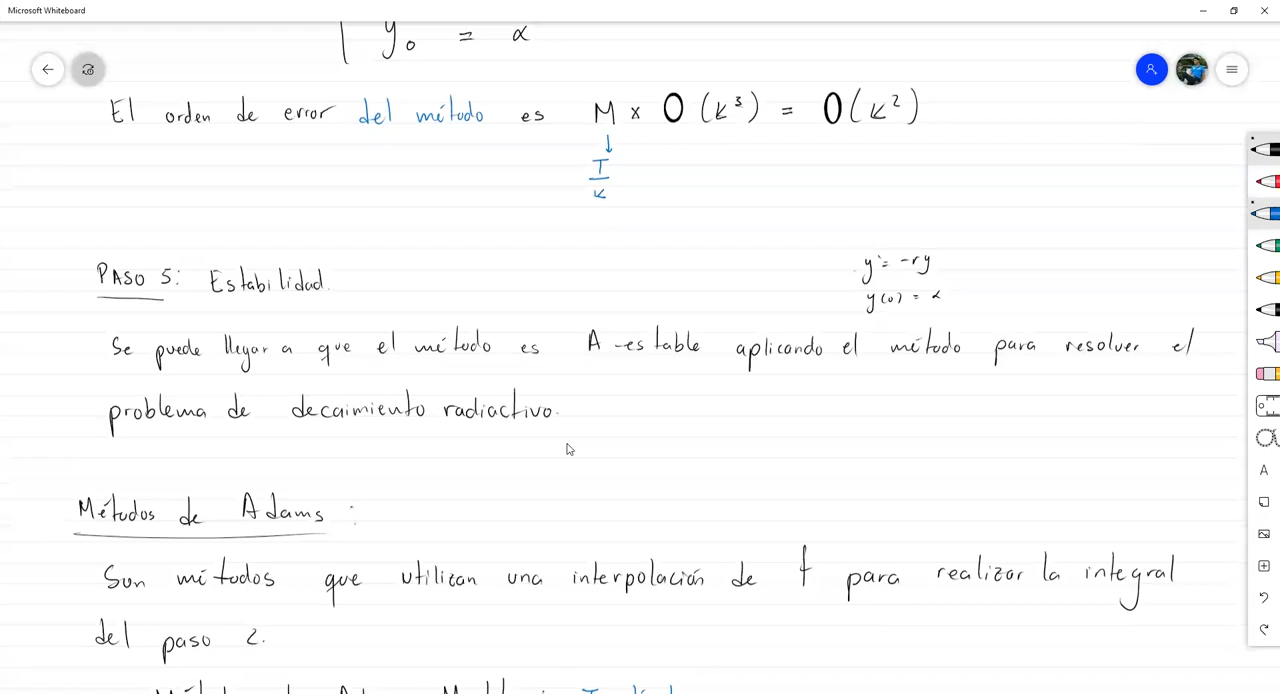 Microsoft Whiteboard
y₀ = α
El orden de error del método es M x O(k³) = O(k²)
↓
T
k
PASO 5: Estabilidad.
y' = -ry
y(0) = α
Se puede llegar a que el método es A-estable aplicando el método para resolver el
problema de decaimiento radiactivo.
Métodos de Adams :
Son métodos que utilizan una interpolación de f para realizar la integral
del paso 2.